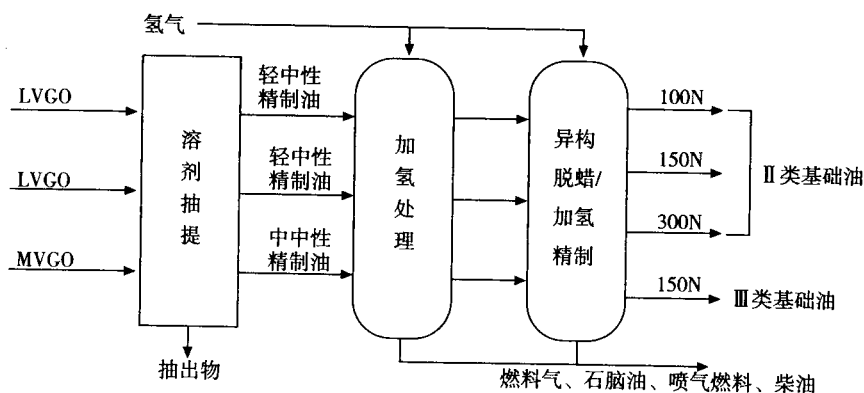 氢气
轻中性
精制油
LVGO
100N
溶剂抽提
加氢处理
异构
脱蜡/
加氢
精制
轻中性
精制油
LVGO
150N
Ⅱ类基础油
中中性
精制油
MVGO
300N
150N
Ⅲ类基础油
抽出物
燃料气、石脑油、喷气燃料、柴油